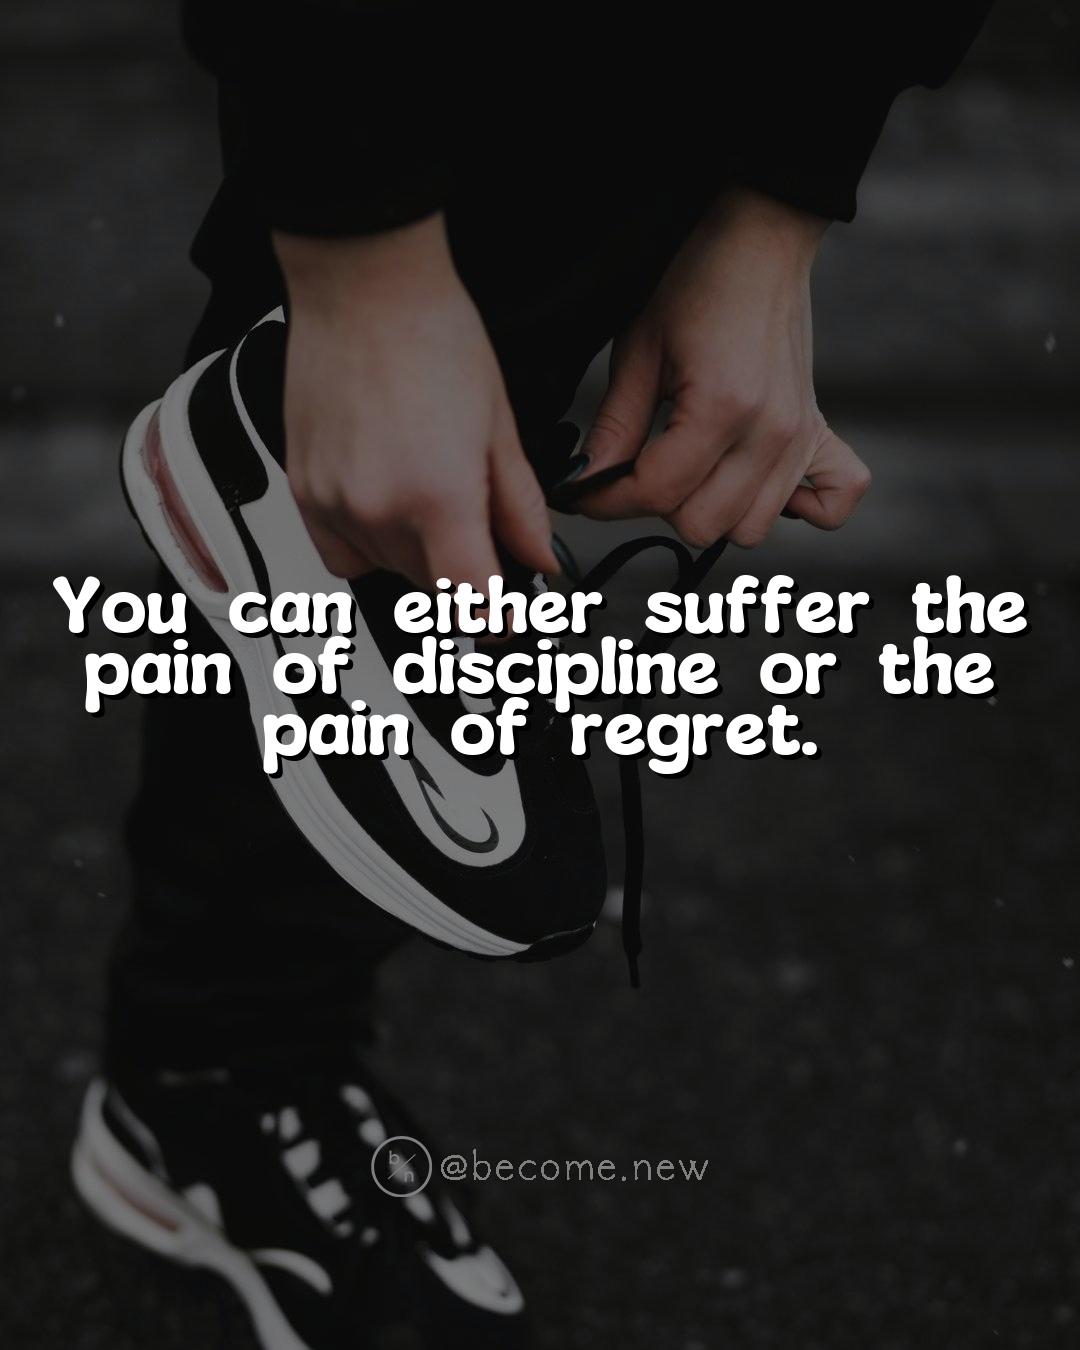 You can either suffer the
pain of discipline or the
pain of regret.
b/n @become.new